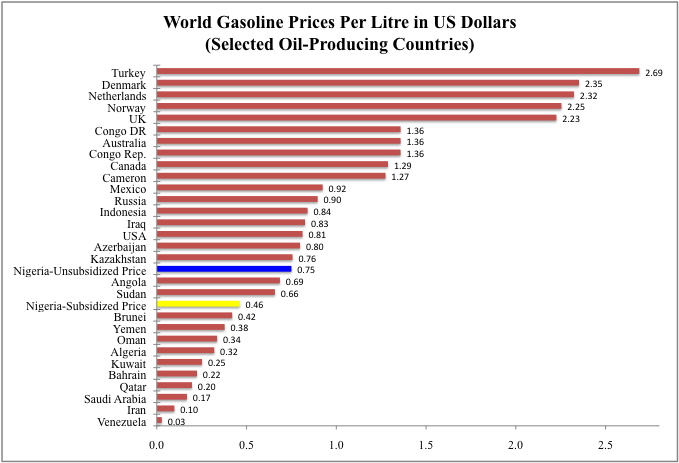 World Gasoline Prices Per Litre in US Dollars
(Selected Oil-Producing Countries)
Turkey 2.69
Denmark 2.35
Netherlands 2.32
Norway 2.25
UK 2.23
Congo DR 1.36
Australia 1.36
Congo Rep. 1.36
Canada 1.29
Cameron 1.27
Mexico 0.92
Russia 0.90
Indonesia 0.84
Iraq 0.83
USA 0.81
Azerbaijan 0.80
Kazakhstan 0.76
Nigeria-Unsubsidized Price 0.75
Angola 0.69
Sudan 0.66
Nigeria-Subsidized Price 0.46
Brunei 0.42
Yemen 0.38
Oman 0.34
Algeria 0.32
Kuwait 0.25
Bahrain 0.22
Qatar 0.20
Saudi Arabia 0.17
Iran 0.10
Venezuela 0.03
0.0 0.5 1.0 1.5 2.0 2.5